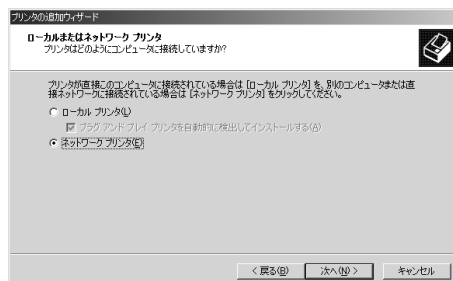 プリンタの追加ウィザード
ローカルまたはネットワーク プリンタ
プリンタはどのようにコンピュータに接続していますか?
プリンタが直接このコンピュータに接続されている場合は [ローカル プリンタ] を、別のコンピュータまたは直
接ネットワークに接続されている場合は [ネットワーク プリンタ] をクリックしてください。
ローカル プリンタ(L)
プラグ アンド プレイ プリンタを自動的に検出してインストールする(A)
ネットワーク プリンタ(E)
< 戻る(B)
次へ(N) >
キャンセル